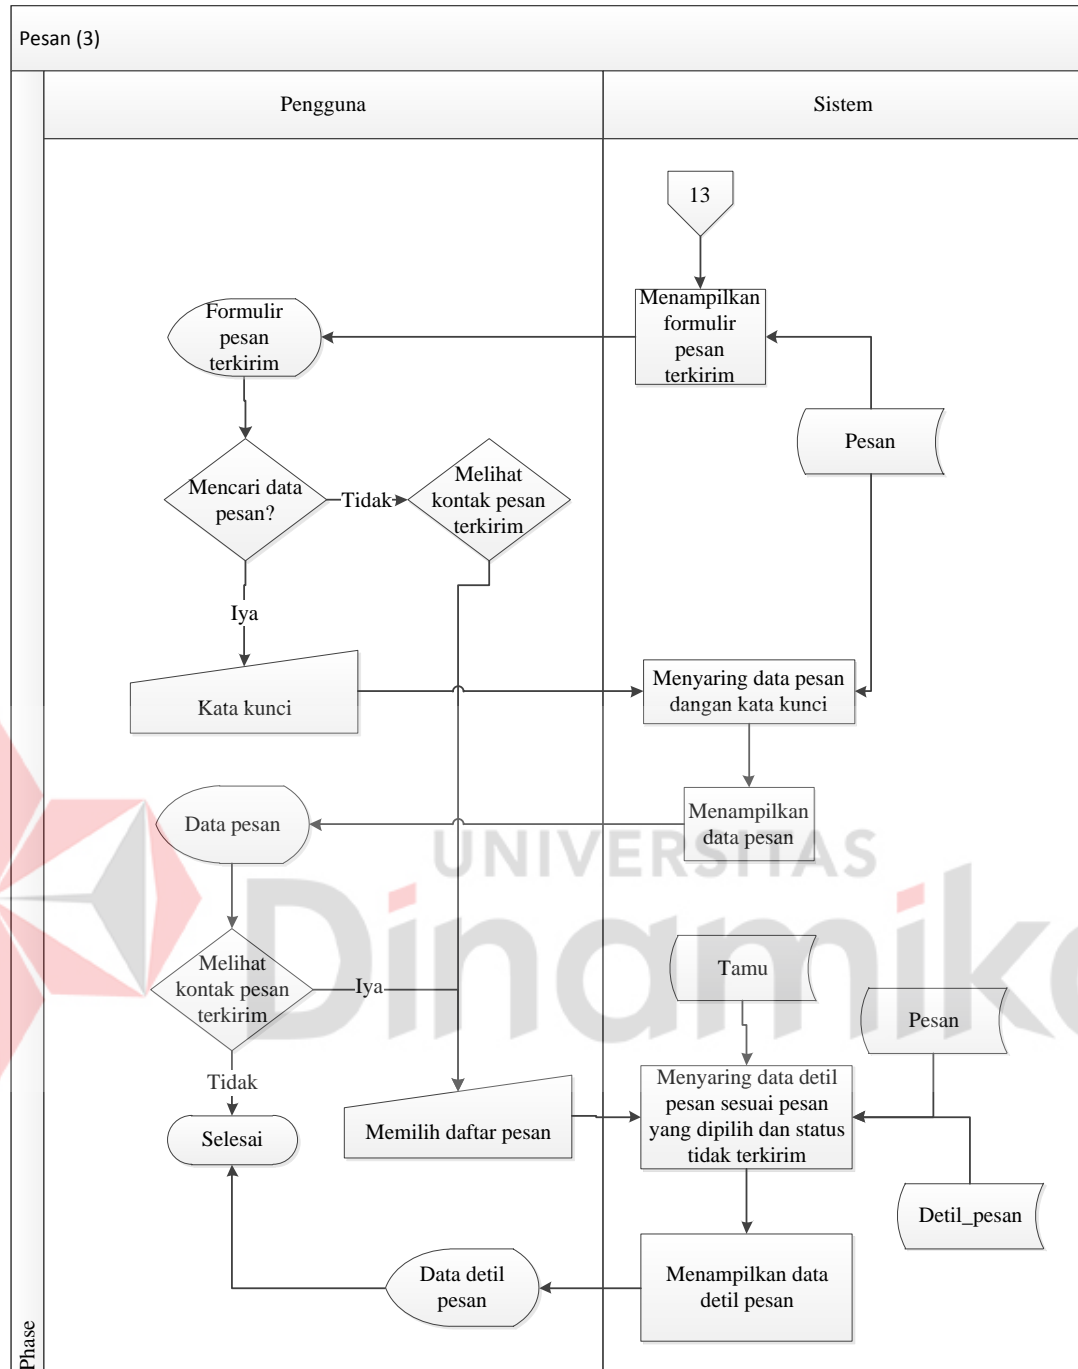 Pesan (3)
Pengguna
Sistem
13
Menampilkan
formulir
pesan
terkirim
Formulir
pesan
terkirim
Pesan
Mencari data
pesan?
Tidak
Melihat
kontak pesan
terkirim
Iya
Kata kunci
Menyaring data pesan
dangan kata kunci
Menampilkan
data pesan
Data pesan
UNIVERSITAS
Dinamika
Melihat
kontak pesan
terkirim
Iya
Tamu
Pesan
Tidak
Menyaring data detil
pesan sesuai pesan
yang dipilih dan status
tidak terkirim
Memilih daftar pesan
Selesai
Detil_pesan
Menampilkan data
detil pesan
Data detil
pesan
Phase